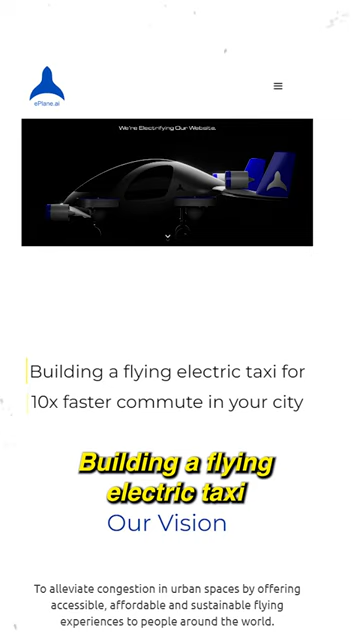 ePlane.ai
We're Electrifying Our Website.
Building a flying electric taxi for
10x faster commute in your city
Building a flying
electric taxi
Our Vision
To alleviate congestion in urban spaces by offering
accessible, affordable and sustainable flying
experiences to people around the world.